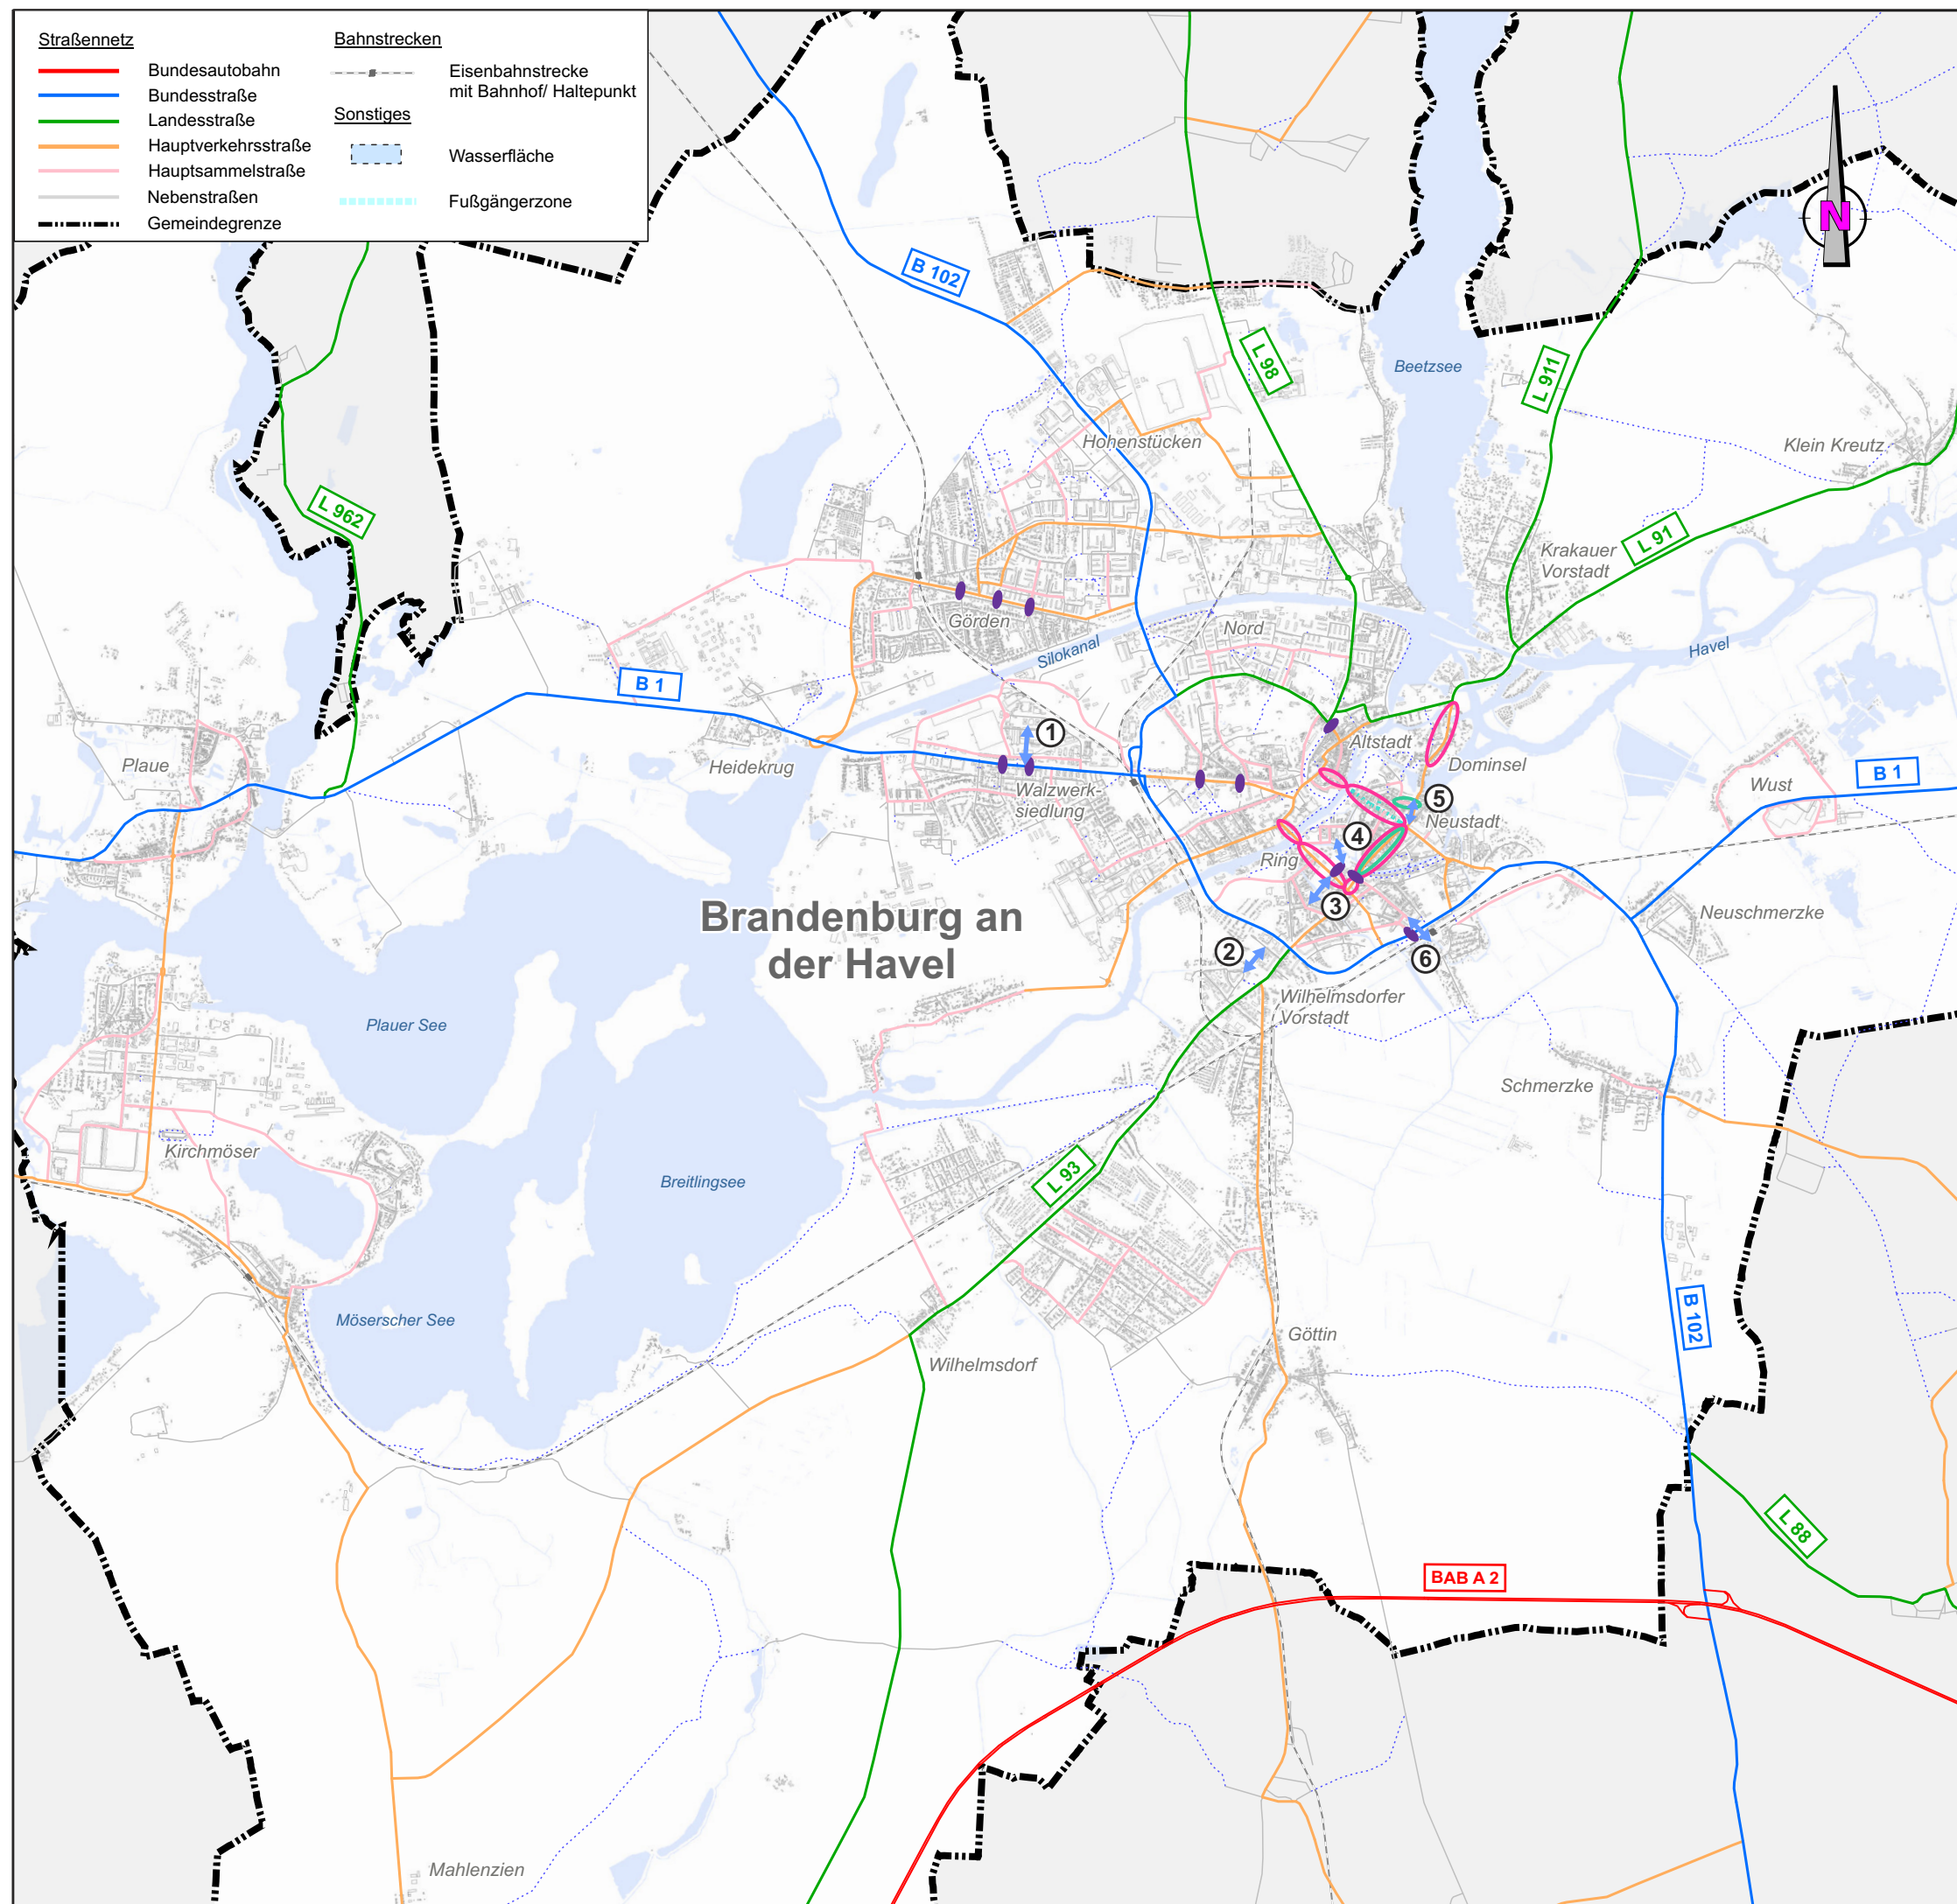 Straßennetz
Bundesautobahn
Bundesstraße
Landesstraße
Hauptverkehrsstraße
Hauptsammelstraße
Nebenstraßen
Gemeindegrenze
Bahnstrecken
Eisenbahnstrecke
mit Bahnhof/ Haltepunkt
Sonstiges
Wasserfläche
Fußgängerzone
N
B 102
L 98
L 911
Beetzsee
Hohenstücken
Klein Kreutz
L 962
L 91
Krakauer
Vorstadt
Görden
Nord
Silokanal
Havel
B 1
1
Plaue
Heidekrug
Altstadt
Dominsel
Wust
B 1
Walzwerk-
siedlung
5
Neustadt
4
Ring
Brandenburg an
der Havel
3
Neuschmerzke
2
6
Wilhelmsdorfer
Vorstadt
Plauer See
Schmerzke
Kirchmöser
L 93
Breitlingsee
Möserscher See
B 102
Göttin
Wilhelmsdorf
L 88
BAB A 2
Mahlenzien